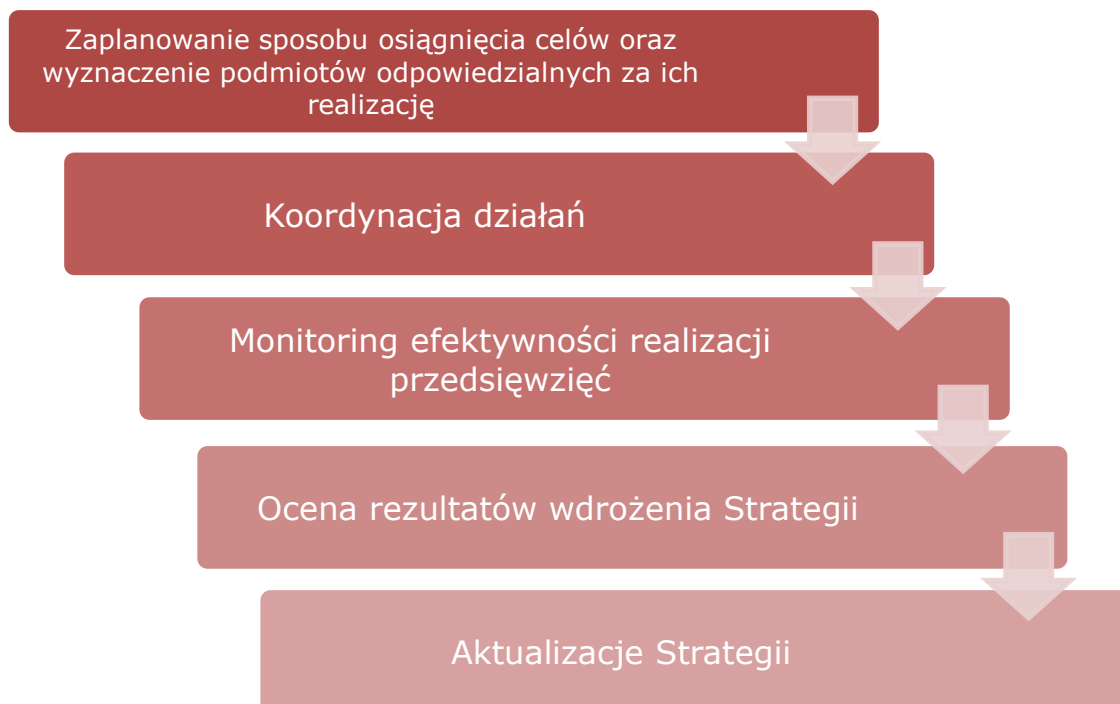 Zaplanowanie sposobu osiągnięcia celów oraz
wyznaczenie podmiotów odpowiedzialnych za ich
realizację
Koordynacja działań
Monitoring efektywności realizacji
przedsięwzięć
Ocena rezultatów wdrożenia Strategii
Aktualizacje Strategii